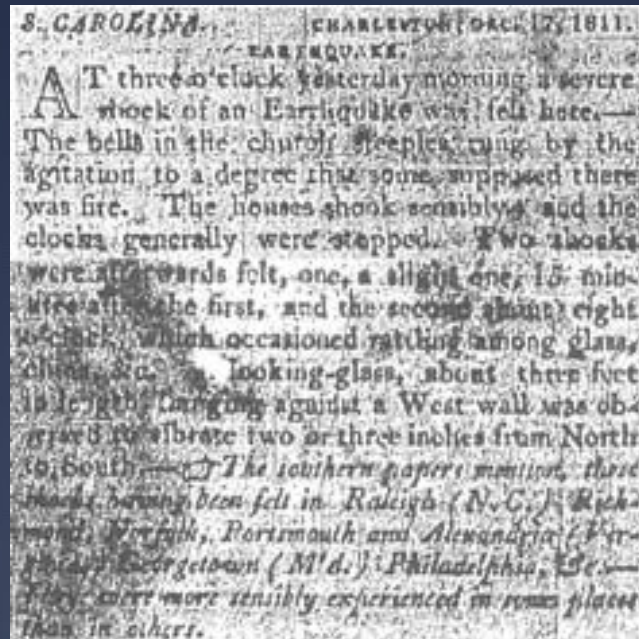 S. CAROLINA. CHARLESTON, DEC. 17, 1811.
EARTHQUAKE.
AT three o'clock yesterday morning a severe
shock of an Earthquake was felt here.—
The bells in the church steeples rung by the
agitation to a degree that some supposed there
was fire. The houses shook sensibly, and the
clocks generally were stopped. Two shocks
were afterwards felt, one, a slight one, 15 min-
utes after the first, and the second about eight
o'clock, which occasioned rattling among glass,
china, &c. looking-glass, about three feet
in length, hanging against a West wall was ob-
served to vibrate two or three inches from North
to South.—☞ The southern papers mention, these
shocks having been felt in Raleigh (N.C.) Rich-
mond, Norfolk, Portsmouth and Alexandria (Vir-
Georgetown (M'd.) Philadelphia, &c.—
They were more sensibly experienced in some places
than in others.